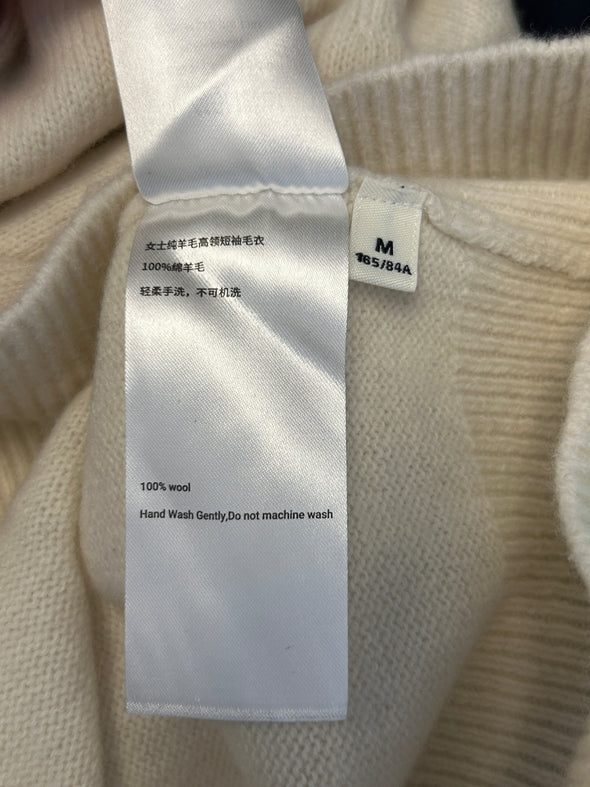 女士纯羊毛高领短袖毛衣
100%绵羊毛
轻柔手洗，不可机洗
M
165/84A
100% wool
Hand Wash Gently,Do not machine wash